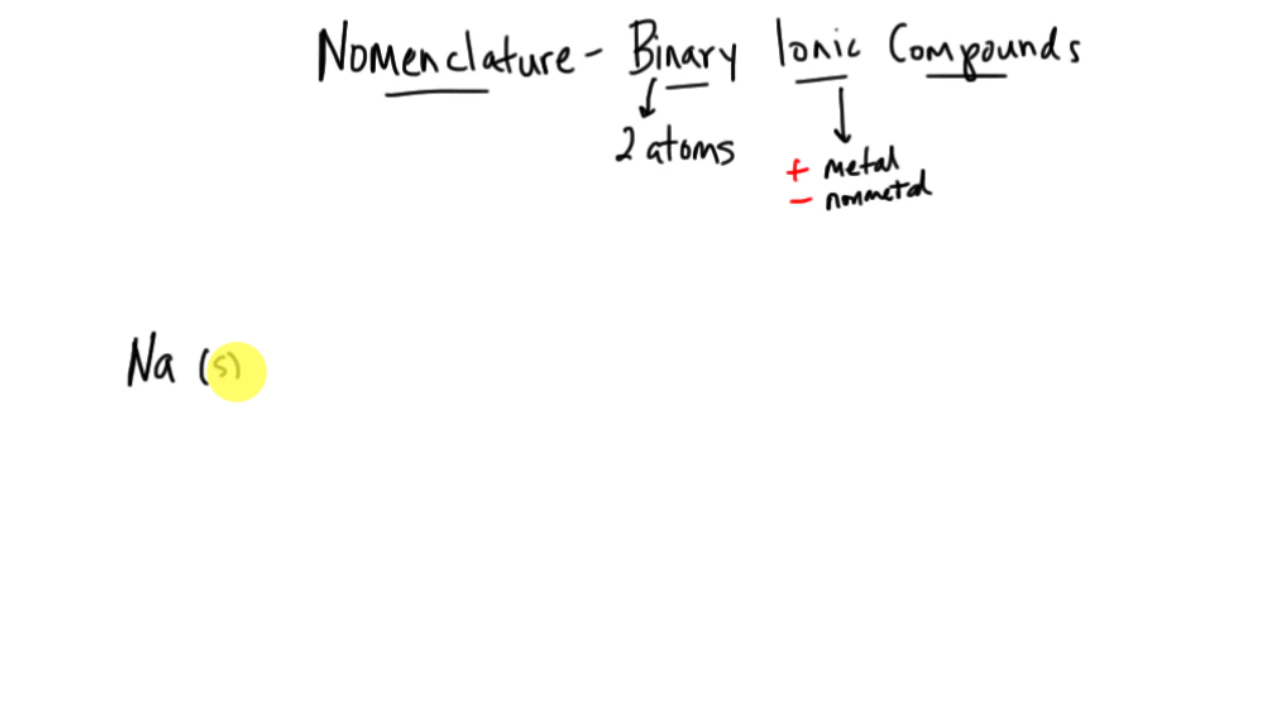 Nomenclature - Binary Ionic Compounds
2 atoms
+ metal
- nonmetal
Na (s)